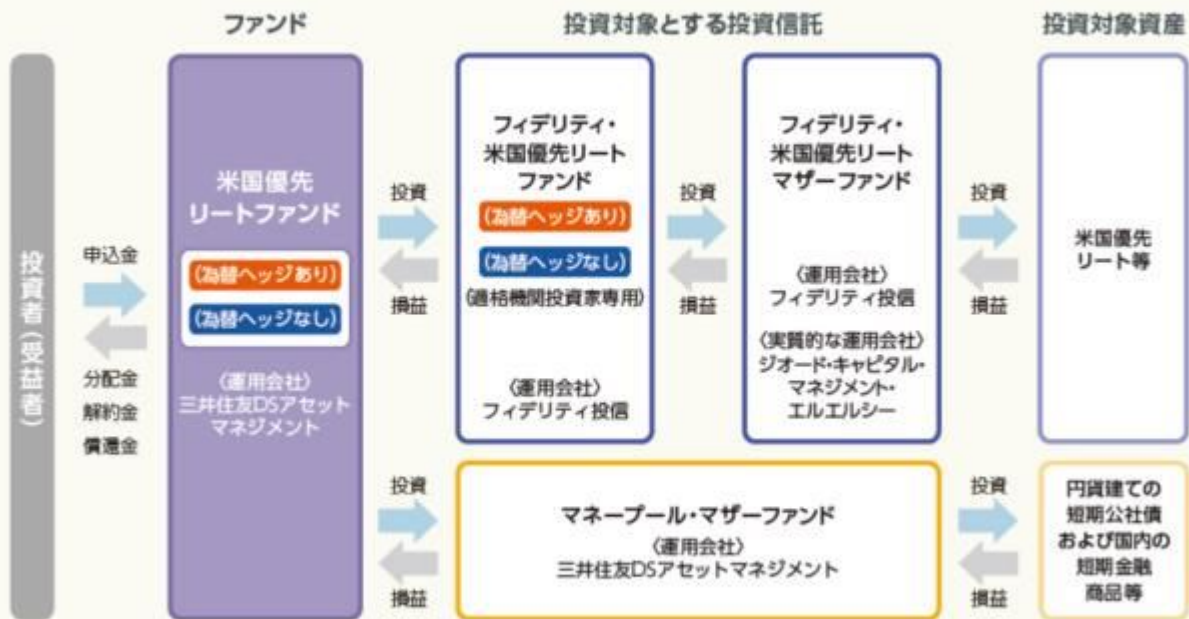 ファンド
投資対象とする投資信託
投資対象資産
投資者(受益者)
申込金
分配金
解約金
償還金
米国優先
リートファンド
(為替ヘッジあり)
(為替ヘッジなし)
〈運用会社〉
三井住友DSアセット
マネジメント
投資
損益
フィデリティ・
米国優先リート
ファンド
(為替ヘッジあり)
(為替ヘッジなし)
(適格機関投資家専用)
〈運用会社〉
フィデリティ投信
投資
損益
フィデリティ・
米国優先リート
マザーファンド
〈運用会社〉
フィデリティ投信
〈実質的な運用会社〉
ジオード・キャピタル・
マネジメント・
エルエルシー
投資
損益
米国優先
リート等
投資
損益
マネープール・マザーファンド
〈運用会社〉
三井住友DSアセットマネジメント
投資
損益
円貨建ての
短期公社債
および国内の
短期金融
商品等